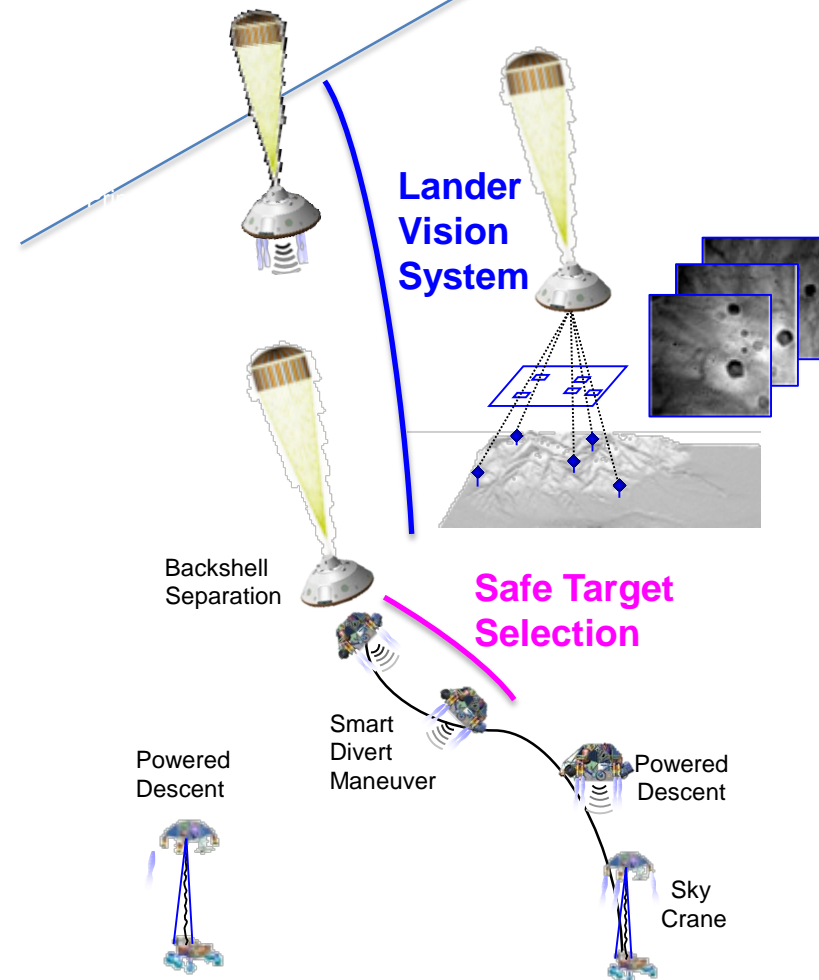 Lander
Vision
System
Backshell
Separation
Safe Target
Selection
Smart
Divert
Maneuver
Powered
Descent
Powered
Descent
Sky
Crane